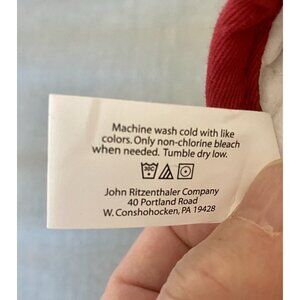 Machine wash cold with like
colors. Only non-chlorine bleach
when needed. Tumble dry low.
John Ritzenthaler Company
40 Portland Road
W. Conshohocken, PA 19428